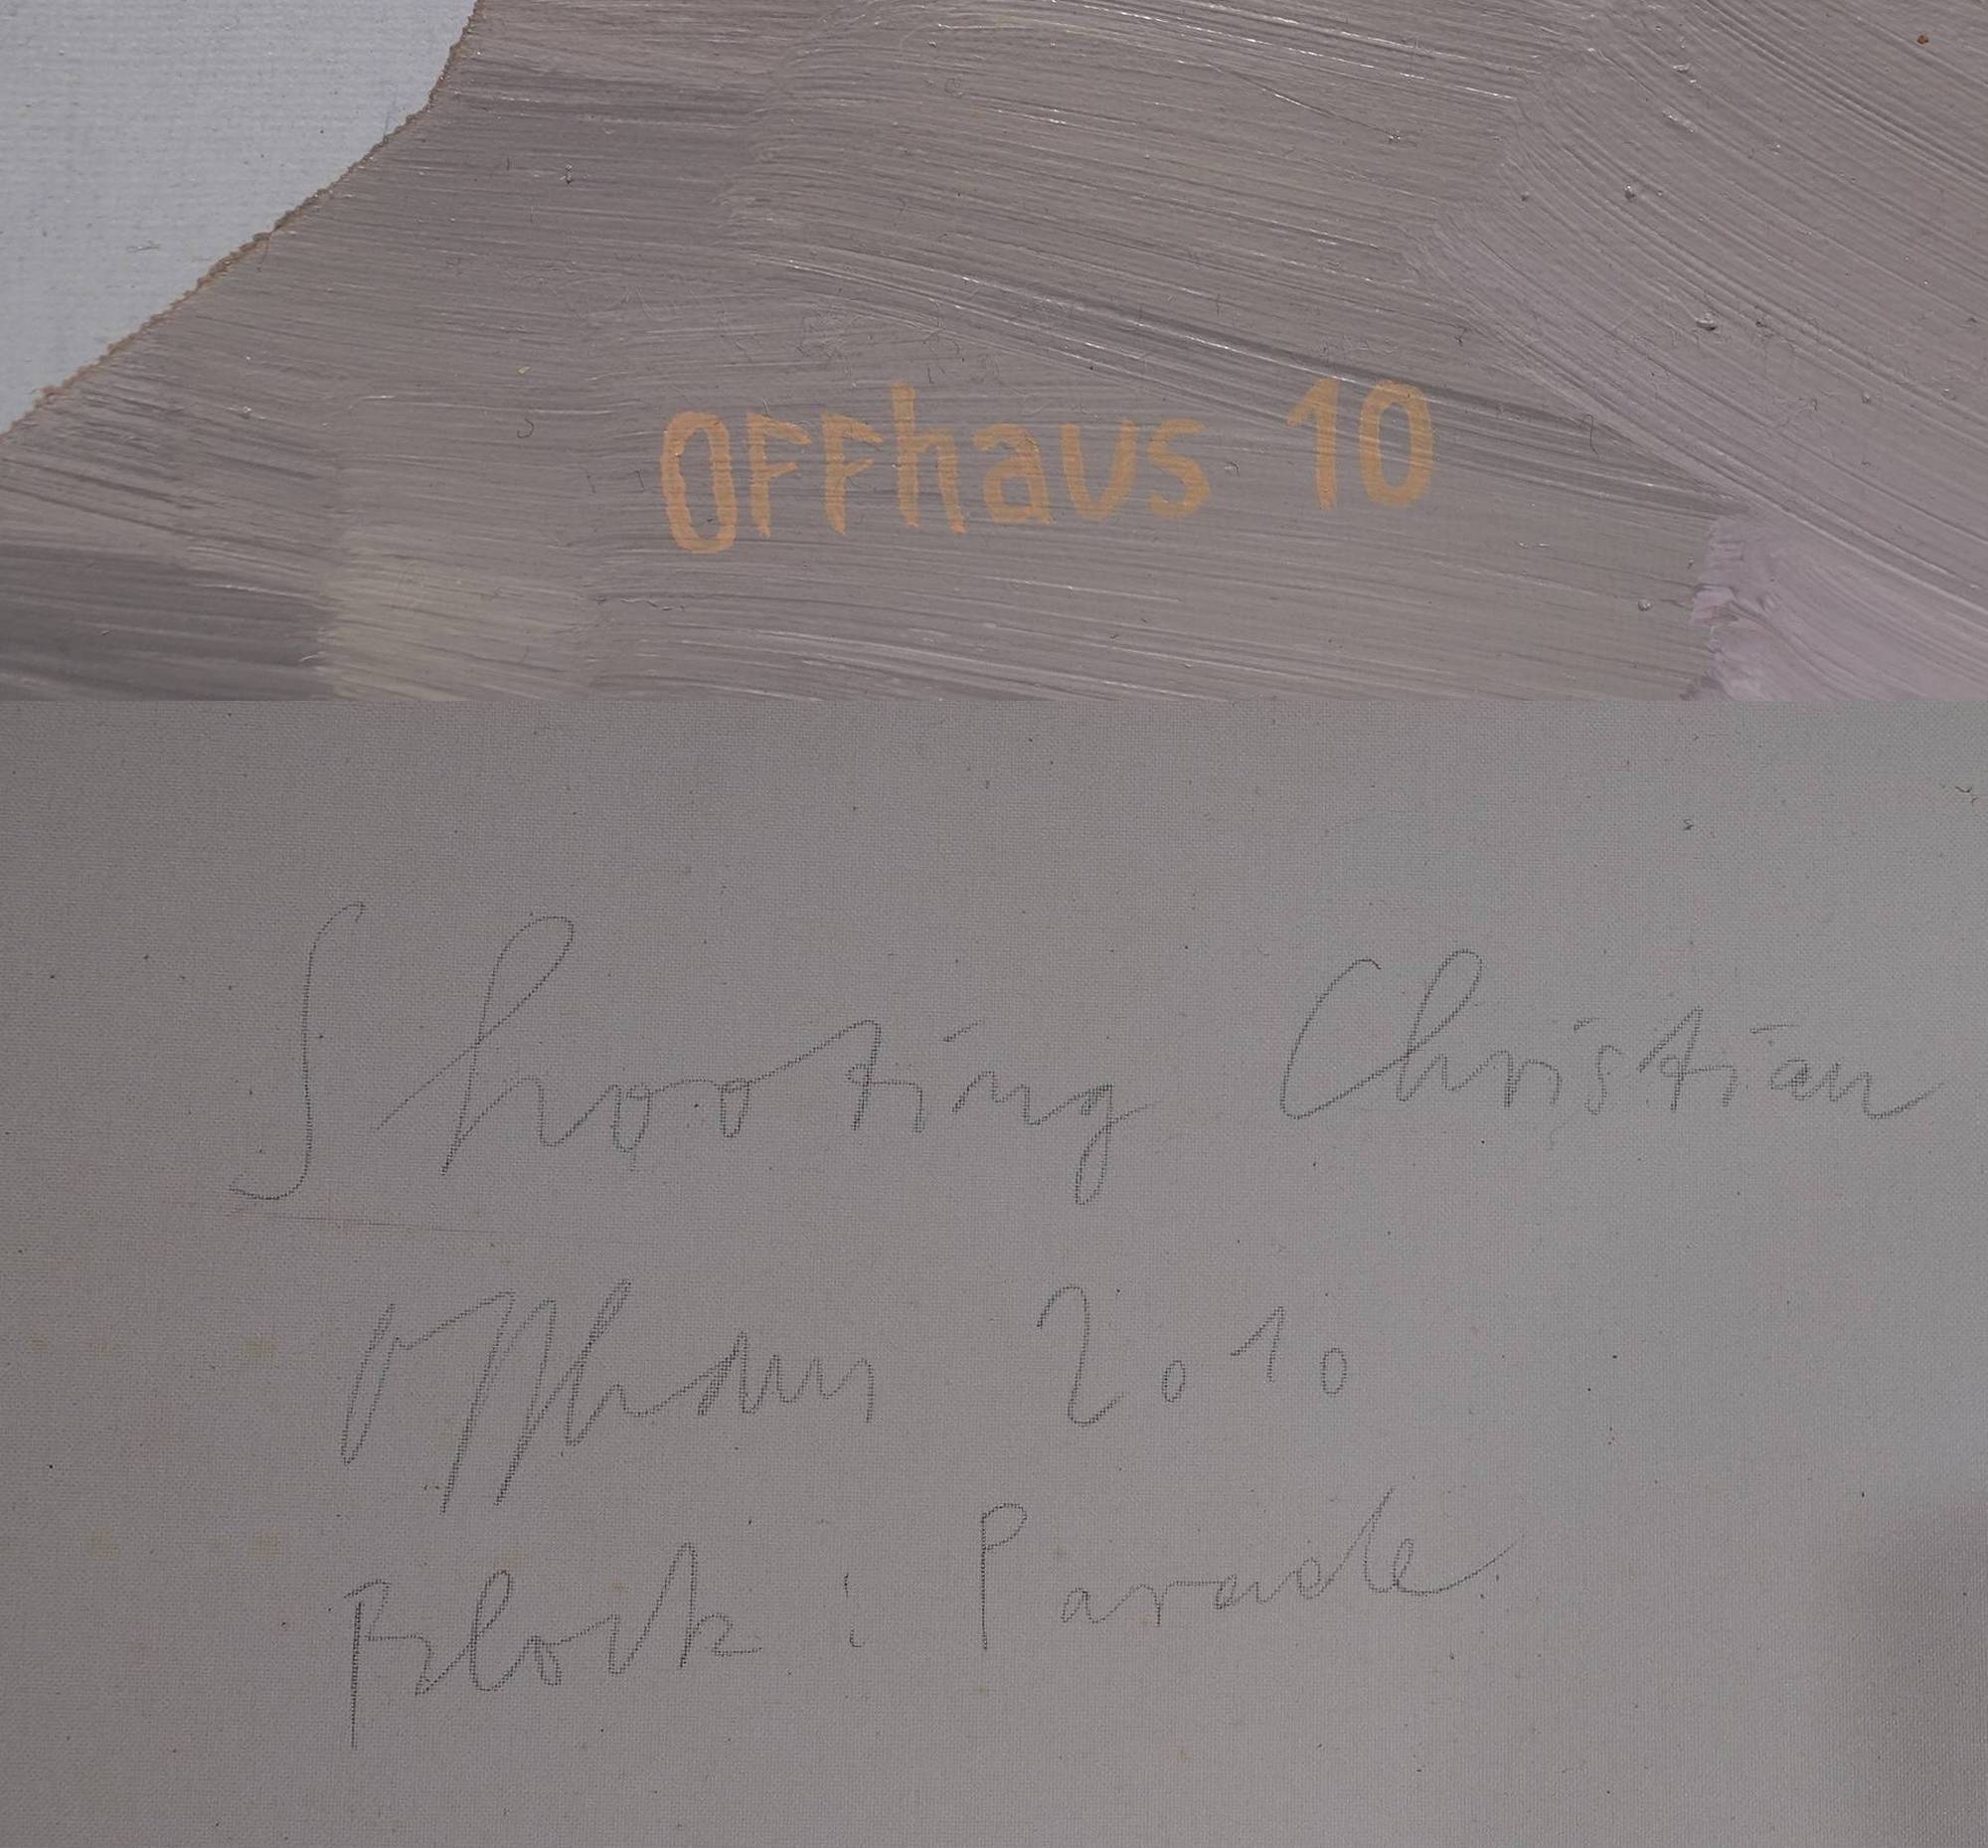 OFFhaus 10
Shooting Christian
Offhaus 2010
Block : Parade